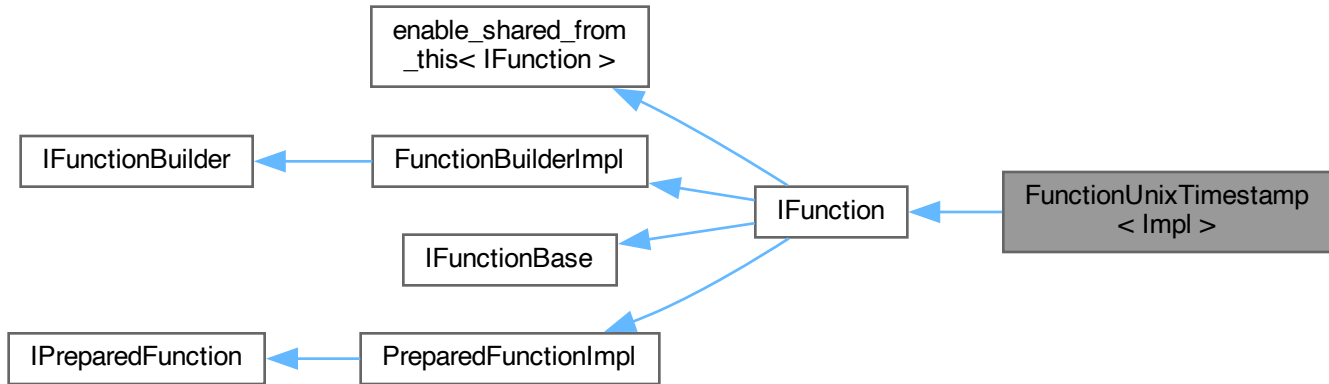 enable_shared_from
_this< IFunction >
IFunctionBuilder
FunctionBuilderImpl
IFunction
FunctionUnixTimestamp
< Impl >
IFunctionBase
IPreparedFunction
PreparedFunctionImpl